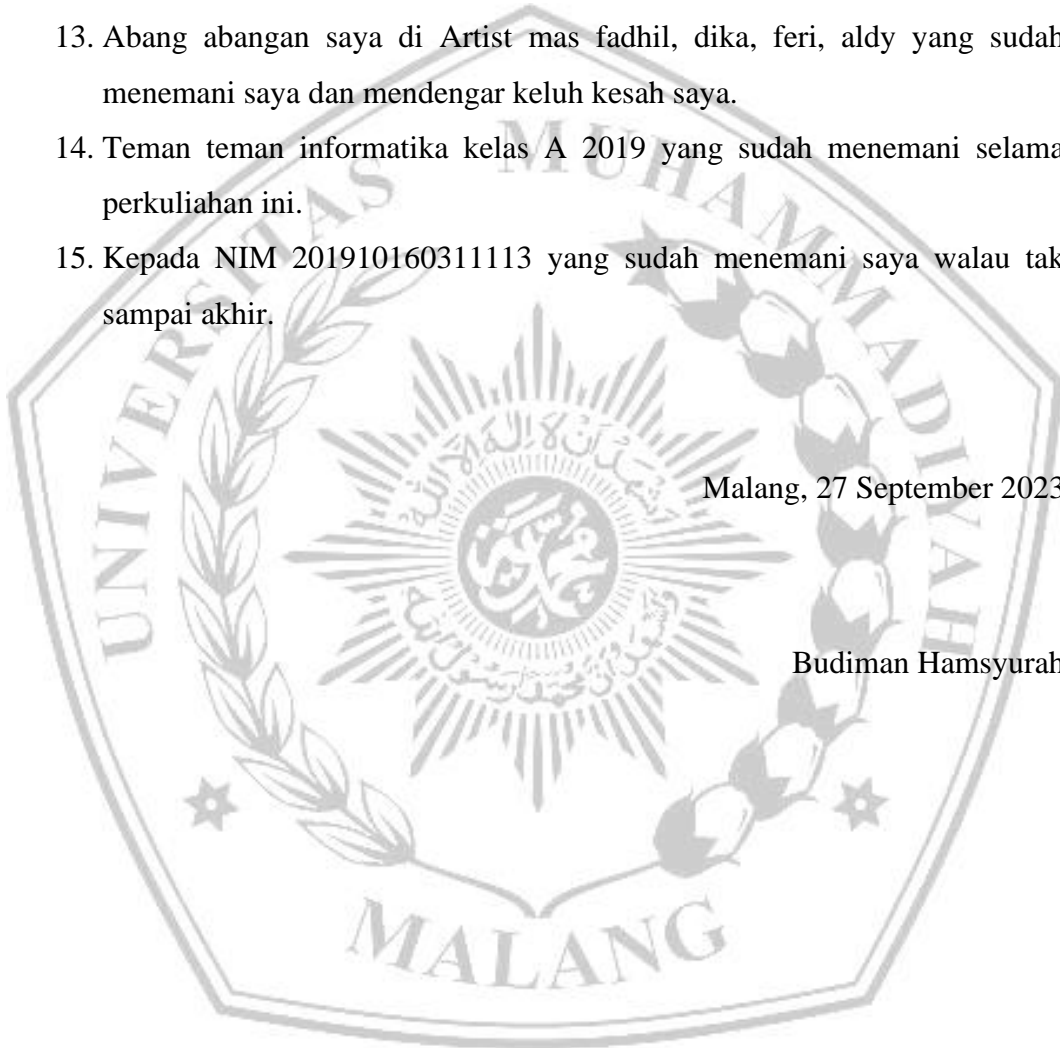 13. Abang abangan saya di Artist mas fadhil, dika, feri, aldy yang sudah
menemani saya dan mendengar keluh kesah saya.
14. Teman teman informatika kelas A 2019 yang sudah menemani selama
perkuliahan ini.
15. Kepada NIM 201910160311113 yang sudah menemani saya walau tak
sampai akhir.
Malang, 27 September 2023
Budiman Hamsyurah
UNIVERSITAS MUHAMMADIYAH
MALANG